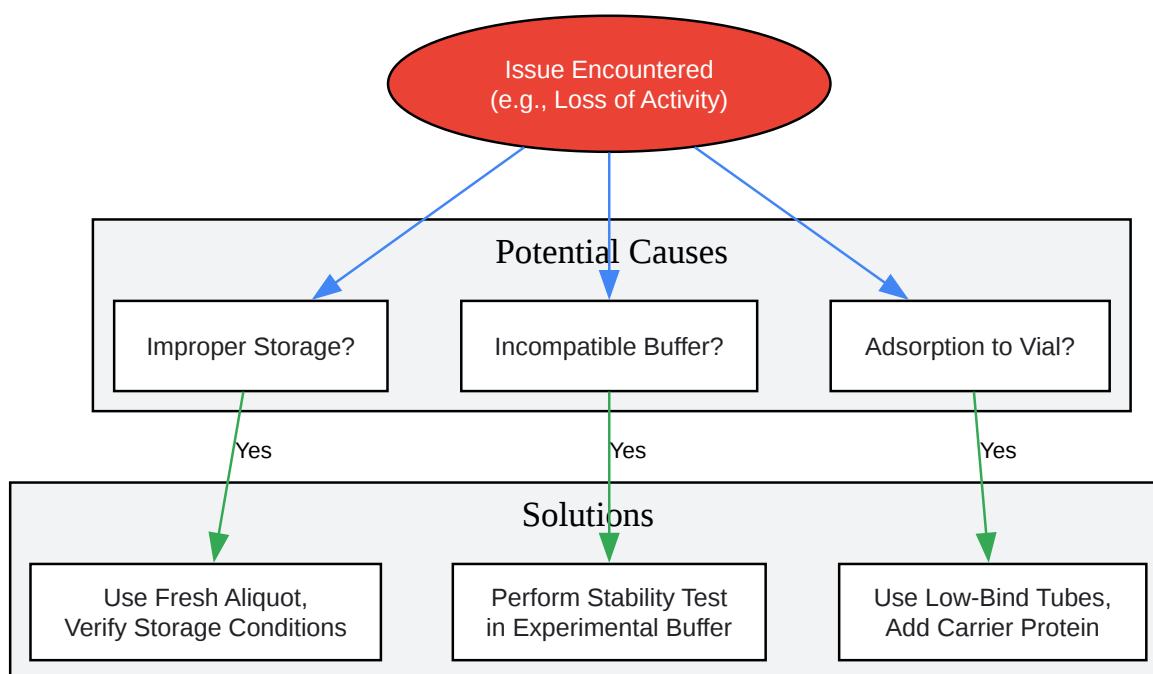 Issue Encountered
(e.g., Loss of Activity)
Potential Causes
Improper Storage?
Incompatible Buffer?
Adsorption to Vial?
Yes
Yes
Yes
Solutions
Use Fresh Aliquot,
Verify Storage Conditions
Perform Stability Test
in Experimental Buffer
Use Low-Bind Tubes,
Add Carrier Protein